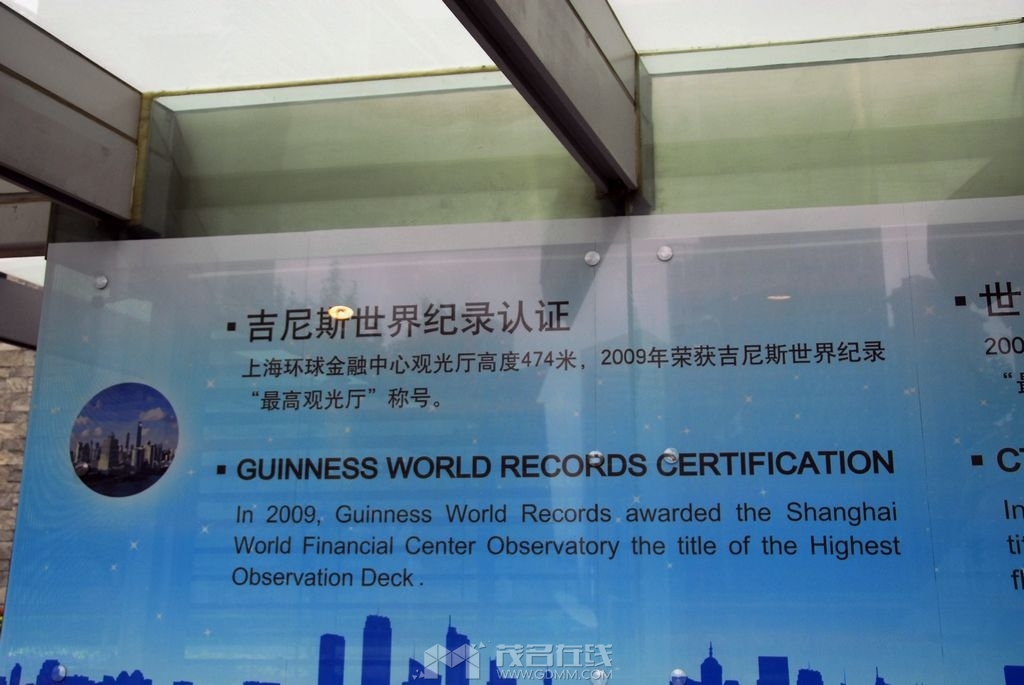 ▪吉尼斯世界纪录认证
上海环球金融中心观光厅高度474米，2009年荣获吉尼斯世界纪录
“最高观光厅”称号。
▪GUINNESS WORLD RECORDS CERTIFICATION
In 2009, Guinness World Records awarded the Shanghai
World Financial Center Observatory the title of the Highest
Observation Deck.
▪世
200
“
▪CT
In
tit
fl
茂名在线
WWW.GDMM.COM